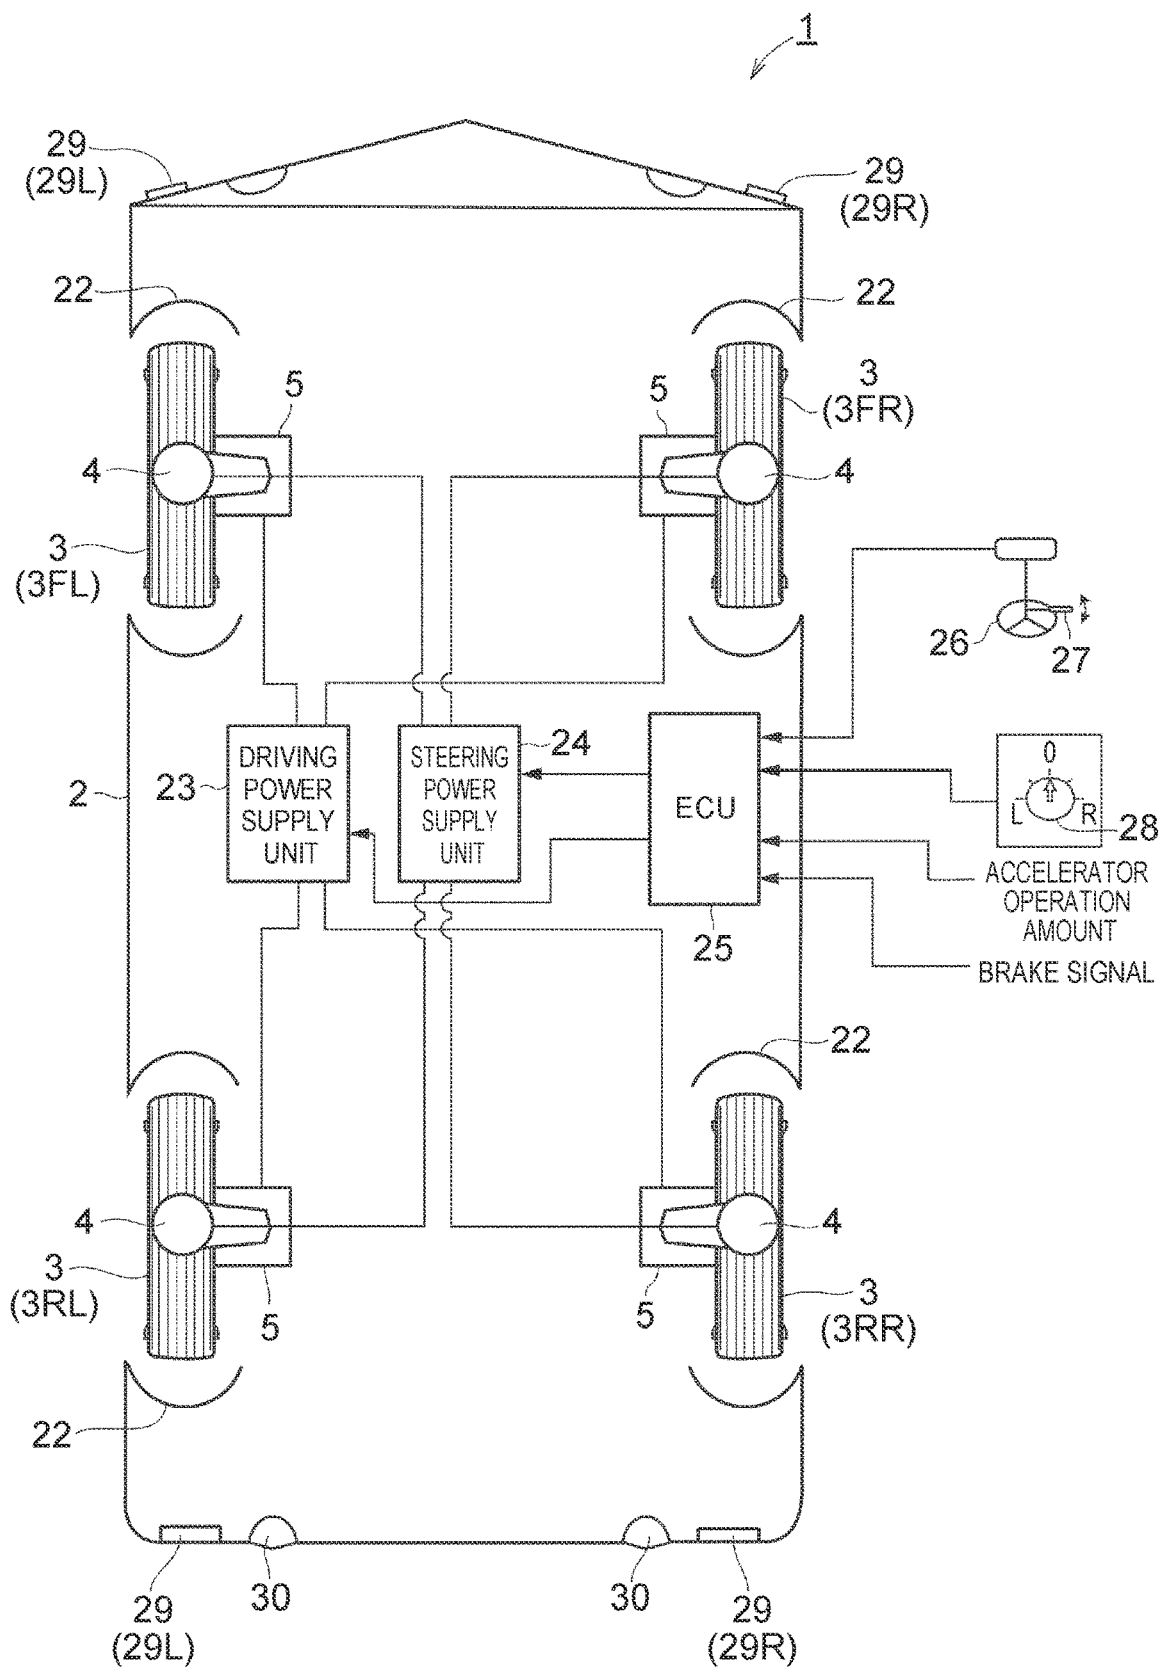 1
29
(29L)
29
(29R)
22
22
5
5
3
(3FR)
4
4
3
(3FL)
26
27
24
DRIVING
POWER
SUPPLY
UNIT
STEERING
POWER
SUPPLY
UNIT
ECU
23
2
0
L
R
28
ACCELERATOR
OPERATION
AMOUNT
25
BRAKE SIGNAL
22
4
4
3
(3RL)
5
5
3
(3RR)
22
30
30
29
(29L)
29
(29R)